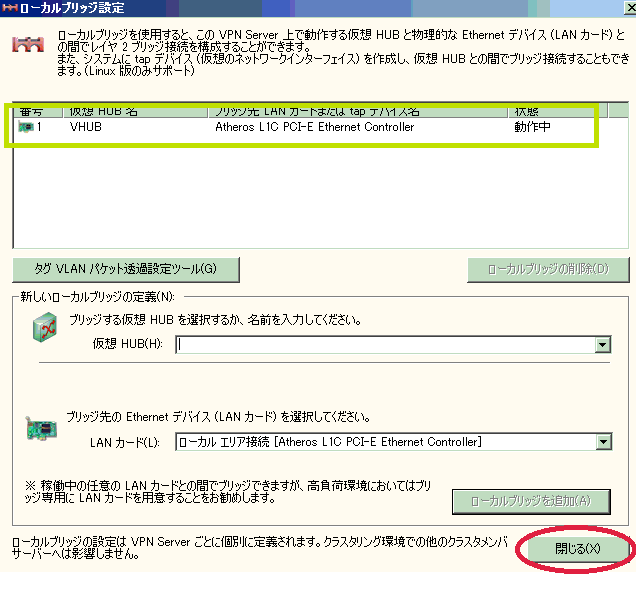 ローカルブリッジ設定
ローカルブリッジを使用すると、この VPN Server 上で動作する仮想 HUB と物理的な Ethernet デバイス (LAN カード) と
の間でレイヤ 2 ブリッジ接続を構成することができます。
また、システムに tap デバイス (仮想のネットワークインターフェイス) を作成し、仮想 HUB との間でブリッジ接続することもでき
ます。(Linux 版のみサポート)
番号 仮想 HUB 名 ブリッジ先 LAN カードまたは tap デバイス名 状態
1 VHUB Atheros L1C PCI-E Ethernet Controller 動作中
タグ VLAN パケット透過設定ツール(G) ローカルブリッジの削除(D)
新しいローカルブリッジの定義(N):
ブリッジする仮想 HUB を選択するか、名前を入力してください。
仮想 HUB(H):
ブリッジ先の Ethernet デバイス (LAN カード) を選択してください。
LAN カード(L): ローカル エリア接続 [Atheros L1C PCI-E Ethernet Controller]
※ 稼働中の任意の LAN カードとの間でブリッジできますが、高負荷環境においてはブリ
ッジ専用に LAN カードを用意することをお勧めします。
ローカルブリッジを追加(A)
ローカルブリッジの設定は VPN Server ごとに個別に定義されます。クラスタリング環境での他のクラスタメンバ
サーバーへは影響しません。
閉じる(X)